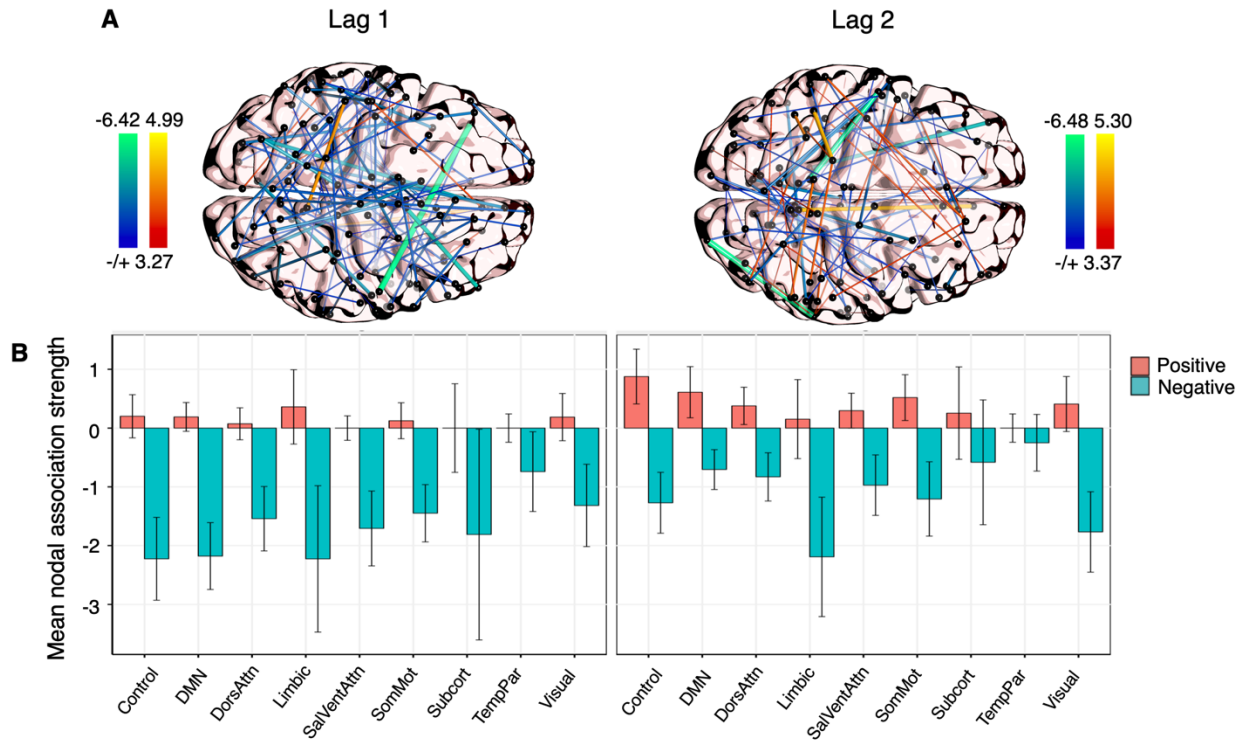 A
Lag 1
Lag 2
-6.42 4.99
-/+ 3.27
-6.48 5.30
-/+ 3.37
B
Mean nodal association strength
1
0
-1
-2
-3
Positive
Negative
Control
DMN
DorsAttn
Limbic
SalVentAttn
SomMot
Subcort
TempPar
Visual
Control
DMN
DorsAttn
Limbic
SalVentAttn
SomMot
Subcort
TempPar
Visual